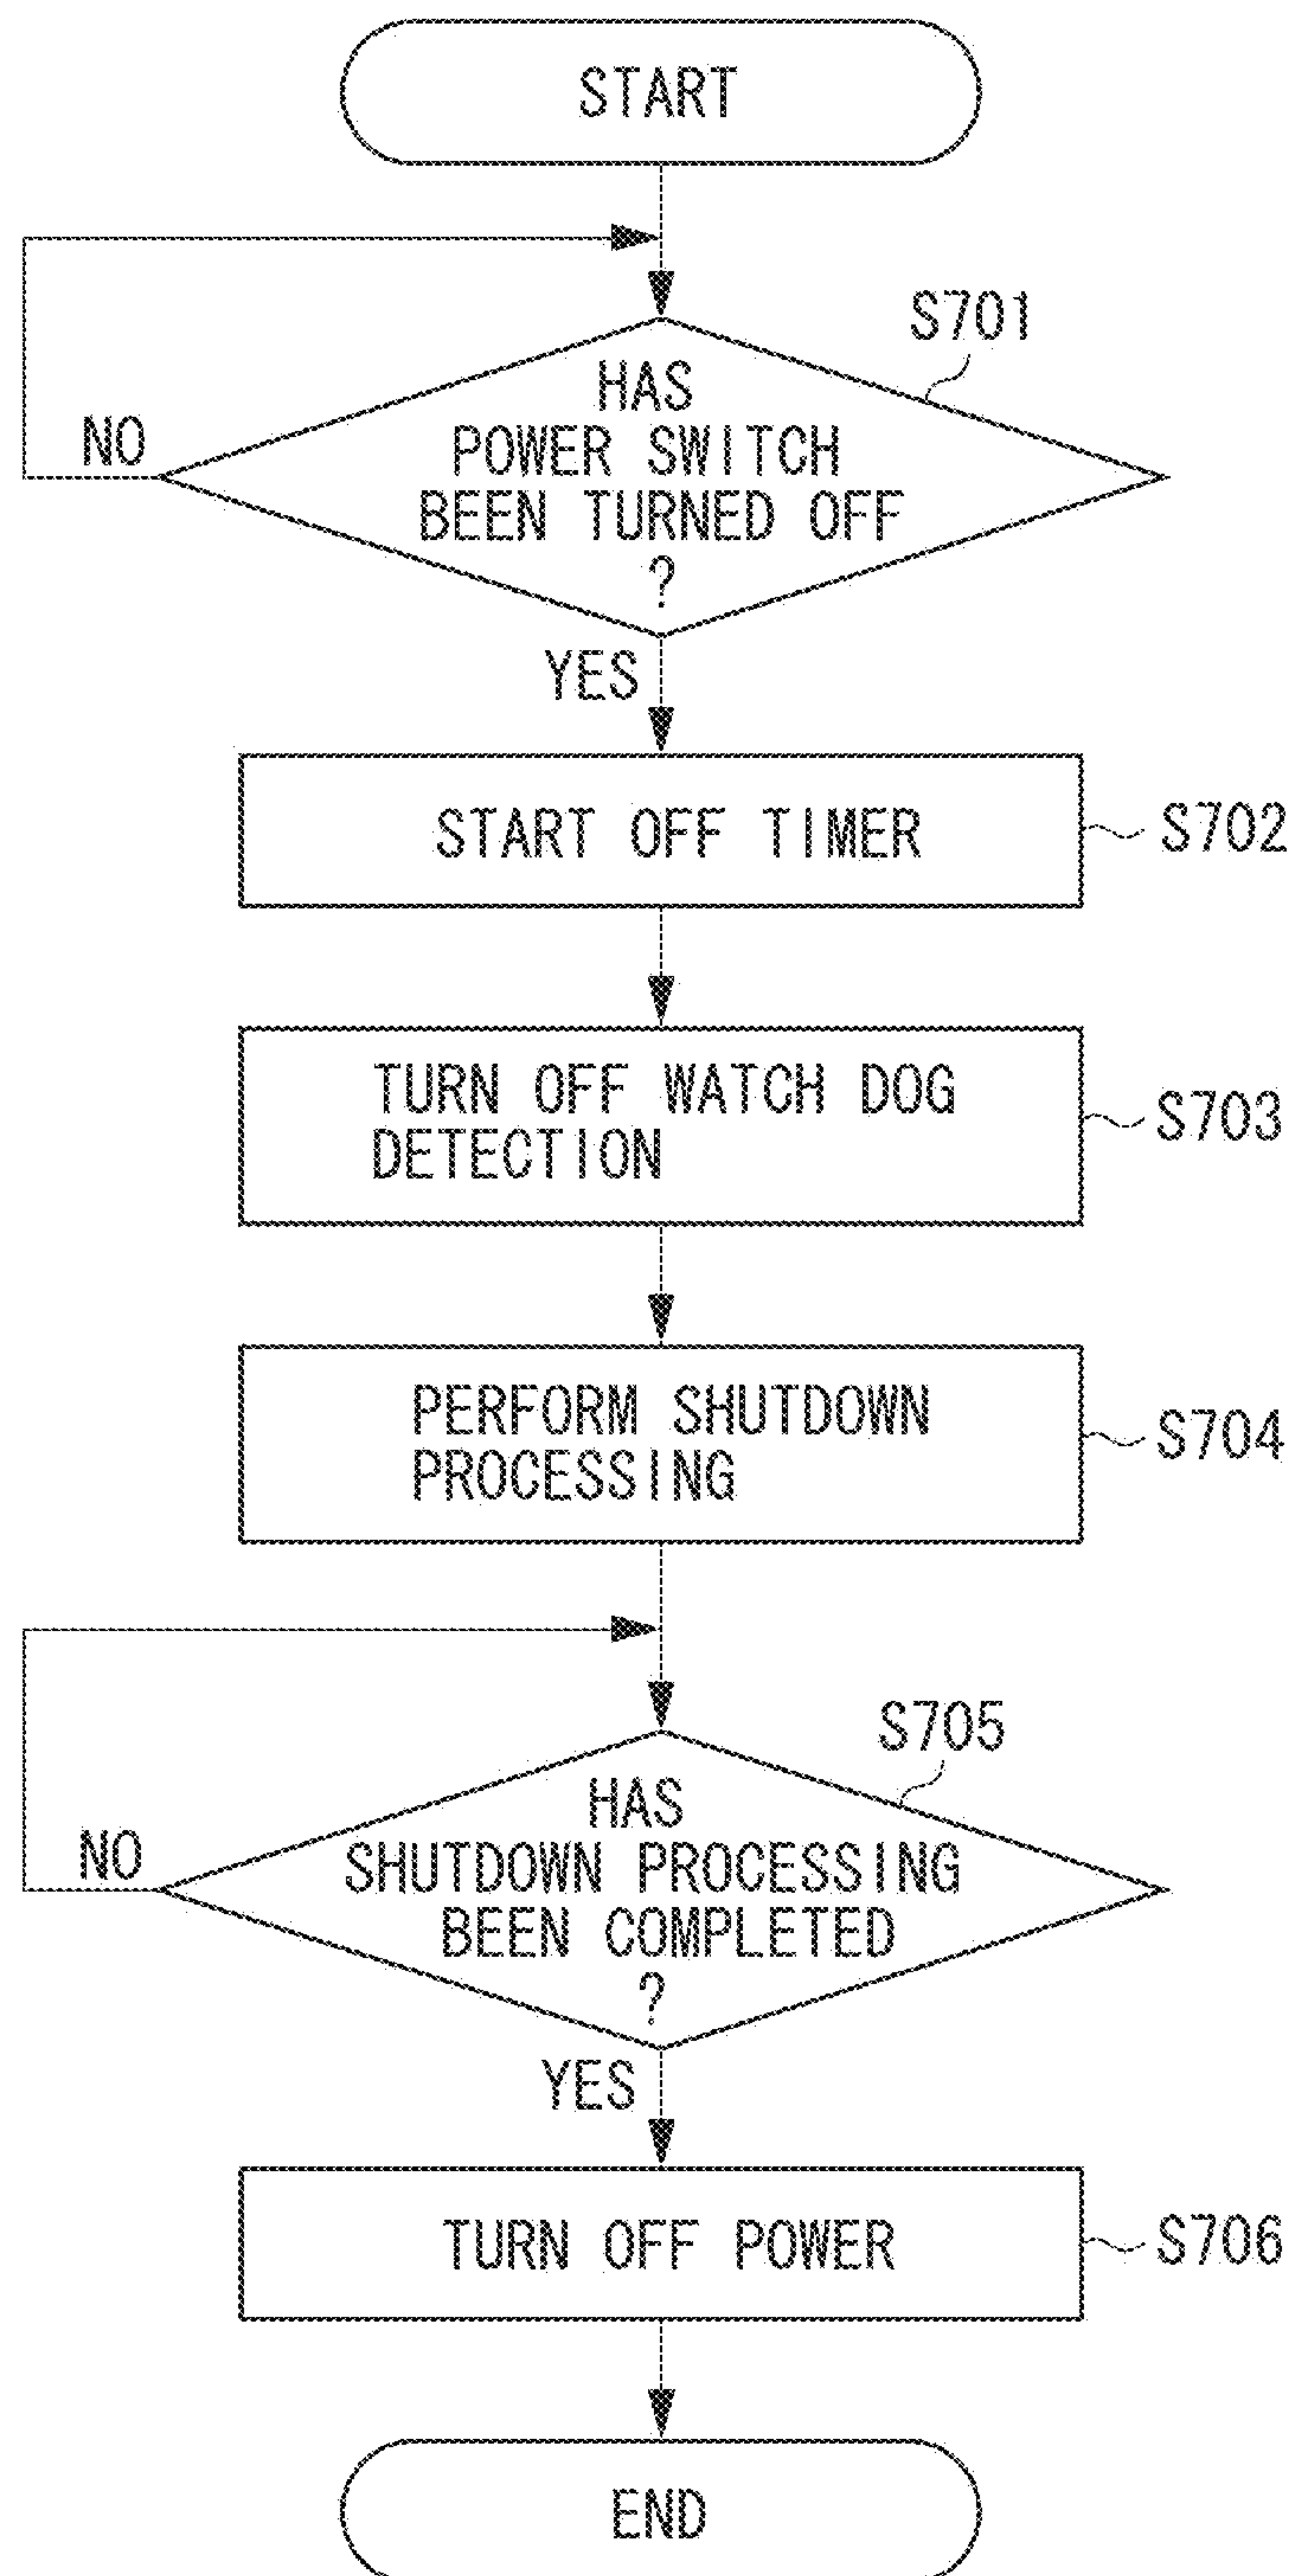 START
S701
HAS
POWER SWITCH
BEEN TURNED OFF
?
NO
YES
START OFF TIMER
S702
TURN OFF WATCH DOG
DETECTION
S703
PERFORM SHUTDOWN
PROCESSING
S704
S705
HAS
SHUTDOWN PROCESSING
BEEN COMPLETED
?
NO
YES
TURN OFF POWER
S706
END